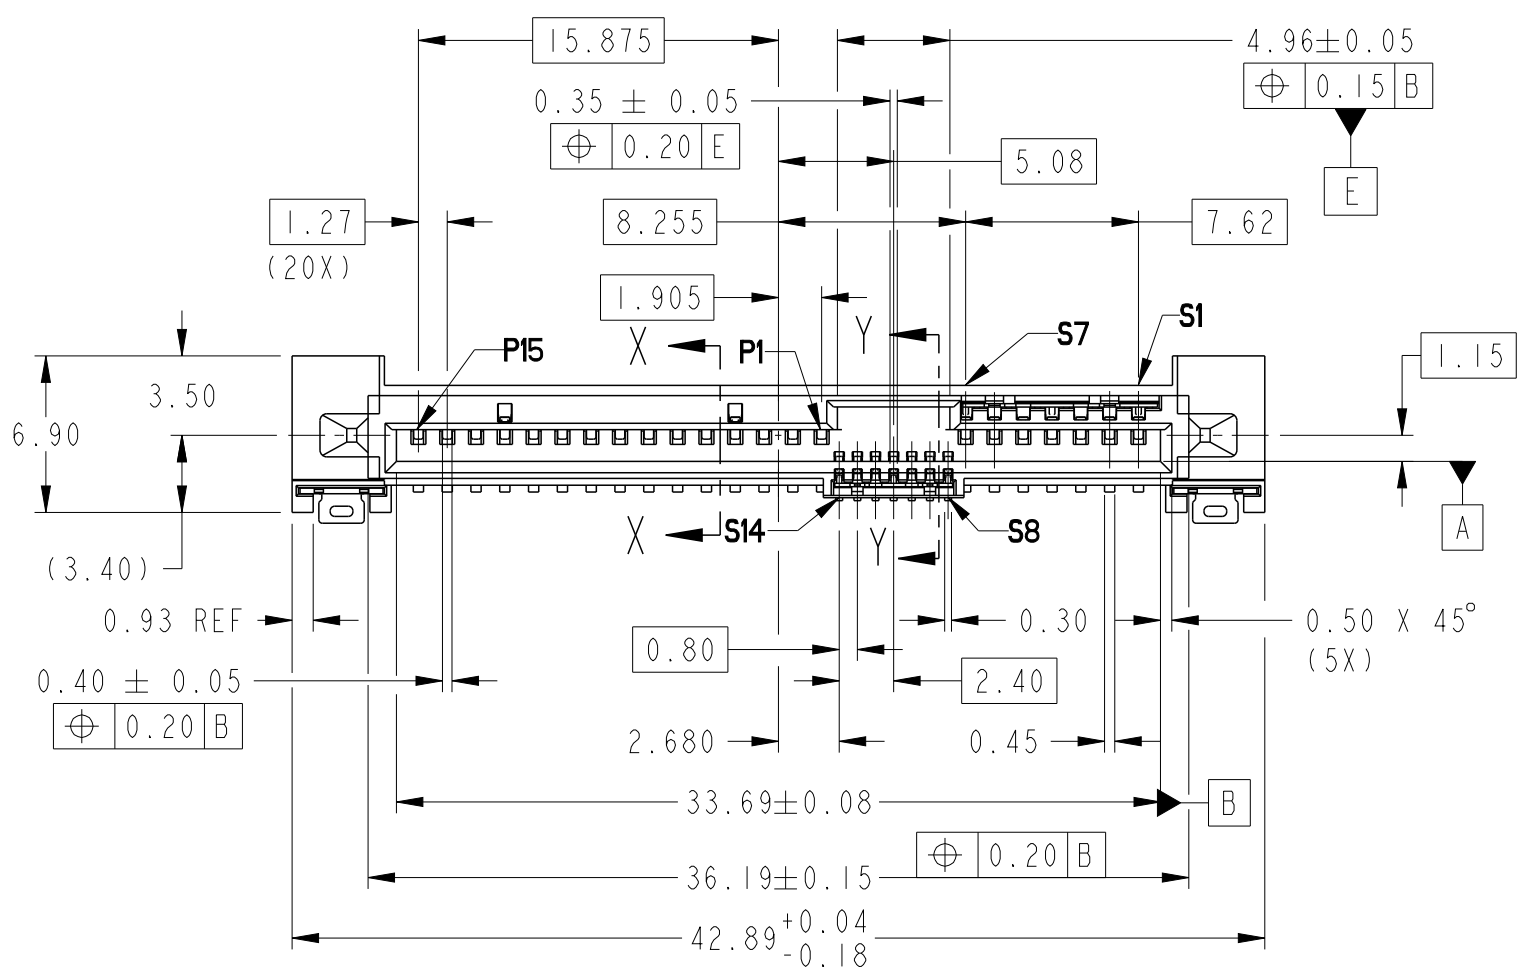 15.875
4.96±0.05
⌖ 0.15 B
0.35 ± 0.05
⌖ 0.20 E
5.08
E
1.27
(20X)
8.255
7.62
1.905
X
Y
S7
S1
P15
P1
1.15
3.50
6.90
X
S14
Y
S8
A
(3.40)
0.93 REF
0.30
0.50 X 45°
(5X)
0.80
2.40
0.40 ± 0.05
⌖ 0.20 B
2.680
0.45
33.69±0.08
B
⌖ 0.20 B
36.19±0.15
42.89 +0.04
-0.18